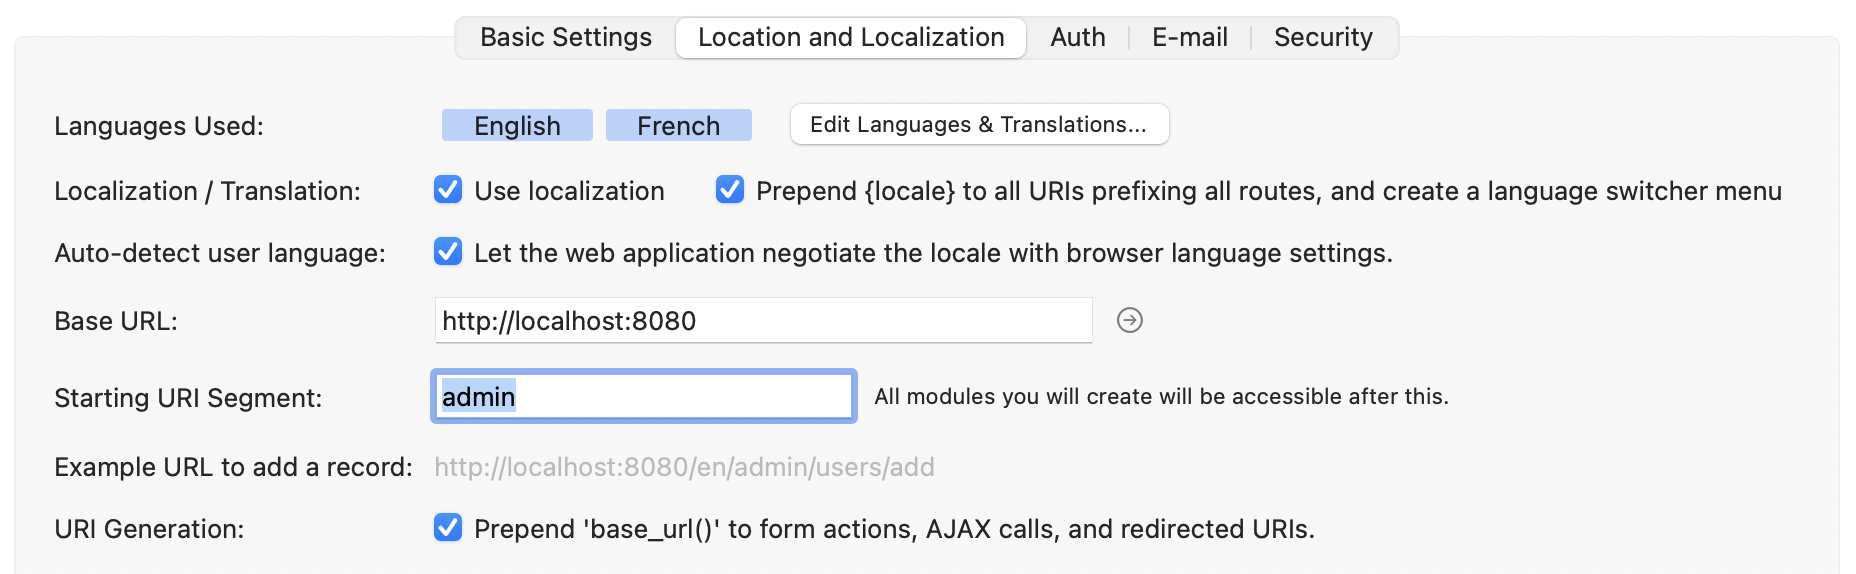 Basic Settings Location and Localization Auth E-mail Security
Languages Used: English French Edit Languages & Translations...
Localization / Translation: Use localization Prepend {locale} to all URIs prefixing all routes, and create a language switcher menu
Auto-detect user language: Let the web application negotiate the locale with browser language settings.
Base URL: http://localhost:8080
Starting URI Segment: admin All modules you will create will be accessible after this.
Example URL to add a record: http://localhost:8080/en/admin/users/add
URI Generation: Prepend 'base_url()' to form actions, AJAX calls, and redirected URIs.